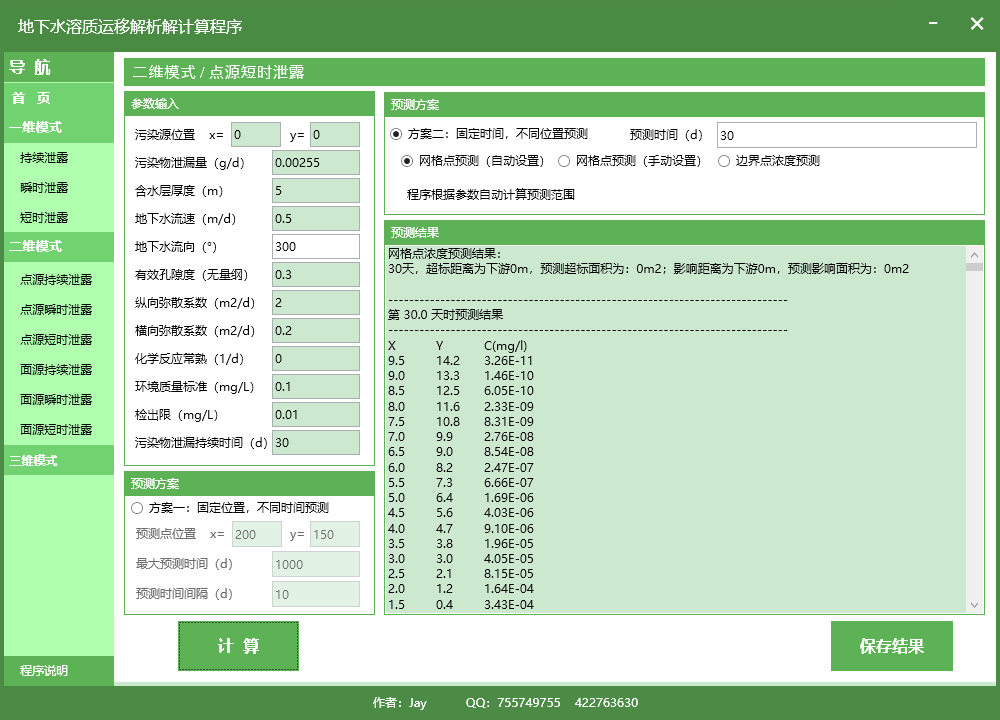 地下水溶质运移解析解计算程序
导 航
首 页
一维模式
持续泄露
瞬时泄露
短时泄露
二维模式
点源持续泄露
点源瞬时泄露
点源短时泄露
面源持续泄露
面源瞬时泄露
面源短时泄露
三维模式
程序说明
二维模式 / 点源短时泄露
参数输入
污染源位置 x= 0 y= 0
污染物泄漏量（g/d） 0.00255
含水层厚度（m） 5
地下水流速（m/d） 0.5
地下水流向（°） 300
有效孔隙度（无量纲） 0.3
纵向弥散系数（m2/d） 2
横向弥散系数（m2/d） 0.2
化学反应常熟（1/d） 0
环境质量标准（mg/L） 0.1
检出限（mg/L） 0.01
污染物泄漏持续时间（d） 30
预测方案
方案一：固定位置，不同时间预测
预测点位置 x= 200 y= 150
最大预测时间（d） 1000
预测时间间隔（d） 10
计 算
预测方案
方案二：固定时间，不同位置预测 预测时间（d） 30
网格点预测（自动设置） 网格点预测（手动设置） 边界点浓度预测
程序根据参数自动计算预测范围
预测结果
网格点浓度预测结果：
30天，超标距离为下游0m，预测超标面积为：0m2；影响距离为下游0m，预测影响面积为：0m2
--------------------------------------------------------------------------------
第 30.0 天时预测结果
--------------------------------------------------------------------------------
X Y C(mg/l)
9.5 14.2 3.26E-11
9.0 13.3 1.46E-10
8.5 12.5 6.05E-10
8.0 11.6 2.33E-09
7.5 10.8 8.31E-09
7.0 9.9 2.76E-08
6.5 9.0 8.54E-08
6.0 8.2 2.47E-07
5.5 7.3 6.66E-07
5.0 6.4 1.69E-06
4.5 5.6 4.03E-06
4.0 4.7 9.10E-06
3.5 3.8 1.96E-05
3.0 3.0 4.05E-05
2.5 2.1 8.15E-05
2.0 1.2 1.64E-04
1.5 0.4 3.43E-04
保存结果
作者：Jay QQ：755749755 422763630